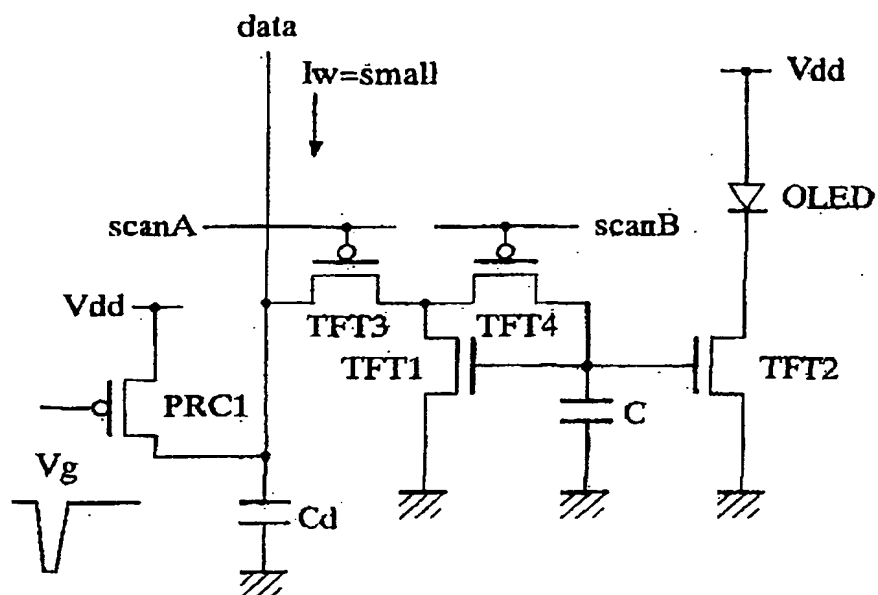 data
Iw=small
Vdd
OLED
scanA
scanB
Vdd
TFT3
TFT4
TFT1
TFT2
PRC1
C
Vg
Cd